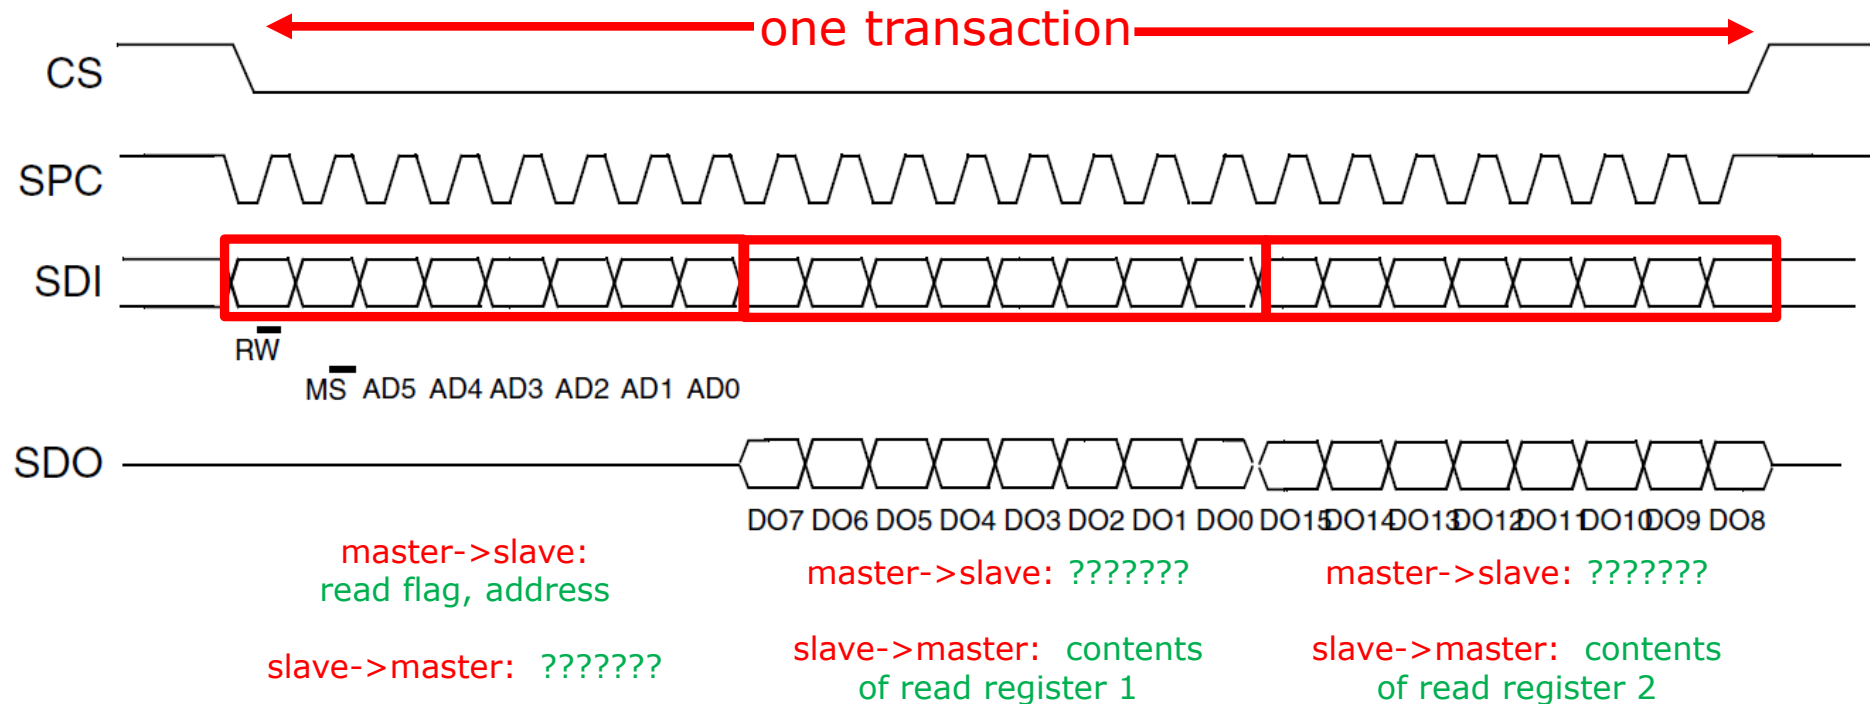 one transaction
CS
SPC
SDI
RW
MS AD5 AD4 AD3 AD2 AD1 AD0
SDO
DO7 DO6 DO5 DO4 DO3 DO2 DO1 DO0 DO15 DO14 DO13 DO12 DO11 DO10 DO9 DO8
master->slave:
read flag, address
slave->master: ???????
master->slave: ???????
slave->master: contents
of read register 1
master->slave: ???????
slave->master: contents
of read register 2